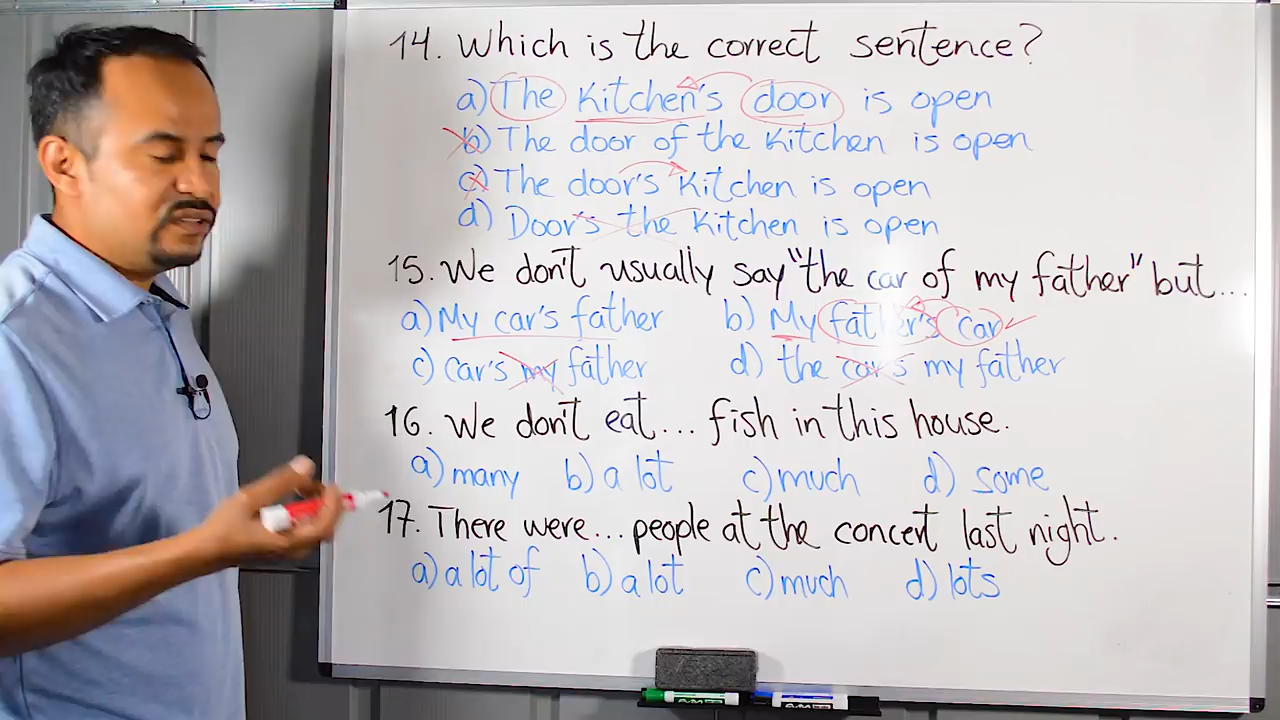 14. Which is the correct sentence?
a) The kitchen's door is open
b) The door of the kitchen is open
c) The door's kitchen is open
d) Door's the kitchen is open
15. We don't usually say "the car of my father" but...
a) My car's father b) My father's car
c) car's my father d) the car's my father
16. We don't eat... fish in this house.
a) many b) a lot c) much d) some
17. There were... people at the concert last night.
a) a lot of b) a lot c) much d) lots